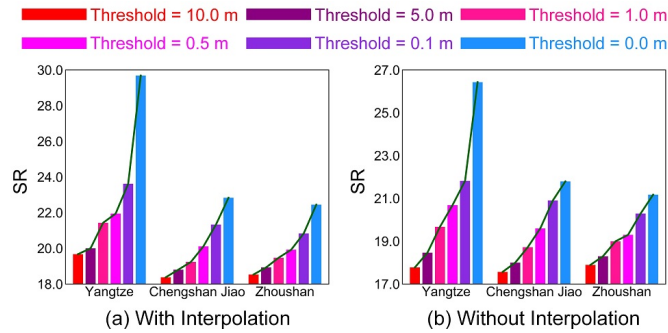 Threshold = 10.0 m Threshold = 5.0 m Threshold = 1.0 m
Threshold = 0.5 m Threshold = 0.1 m Threshold = 0.0 m
30.0
28.0
26.0
24.0
22.0
20.0
18.0
SR
Yangtze Chengshan Jiao Zhoushan
(a) With Interpolation
27.0
25.0
23.0
21.0
19.0
17.0
SR
Yangtze Chengshan Jiao Zhoushan
(b) Without Interpolation